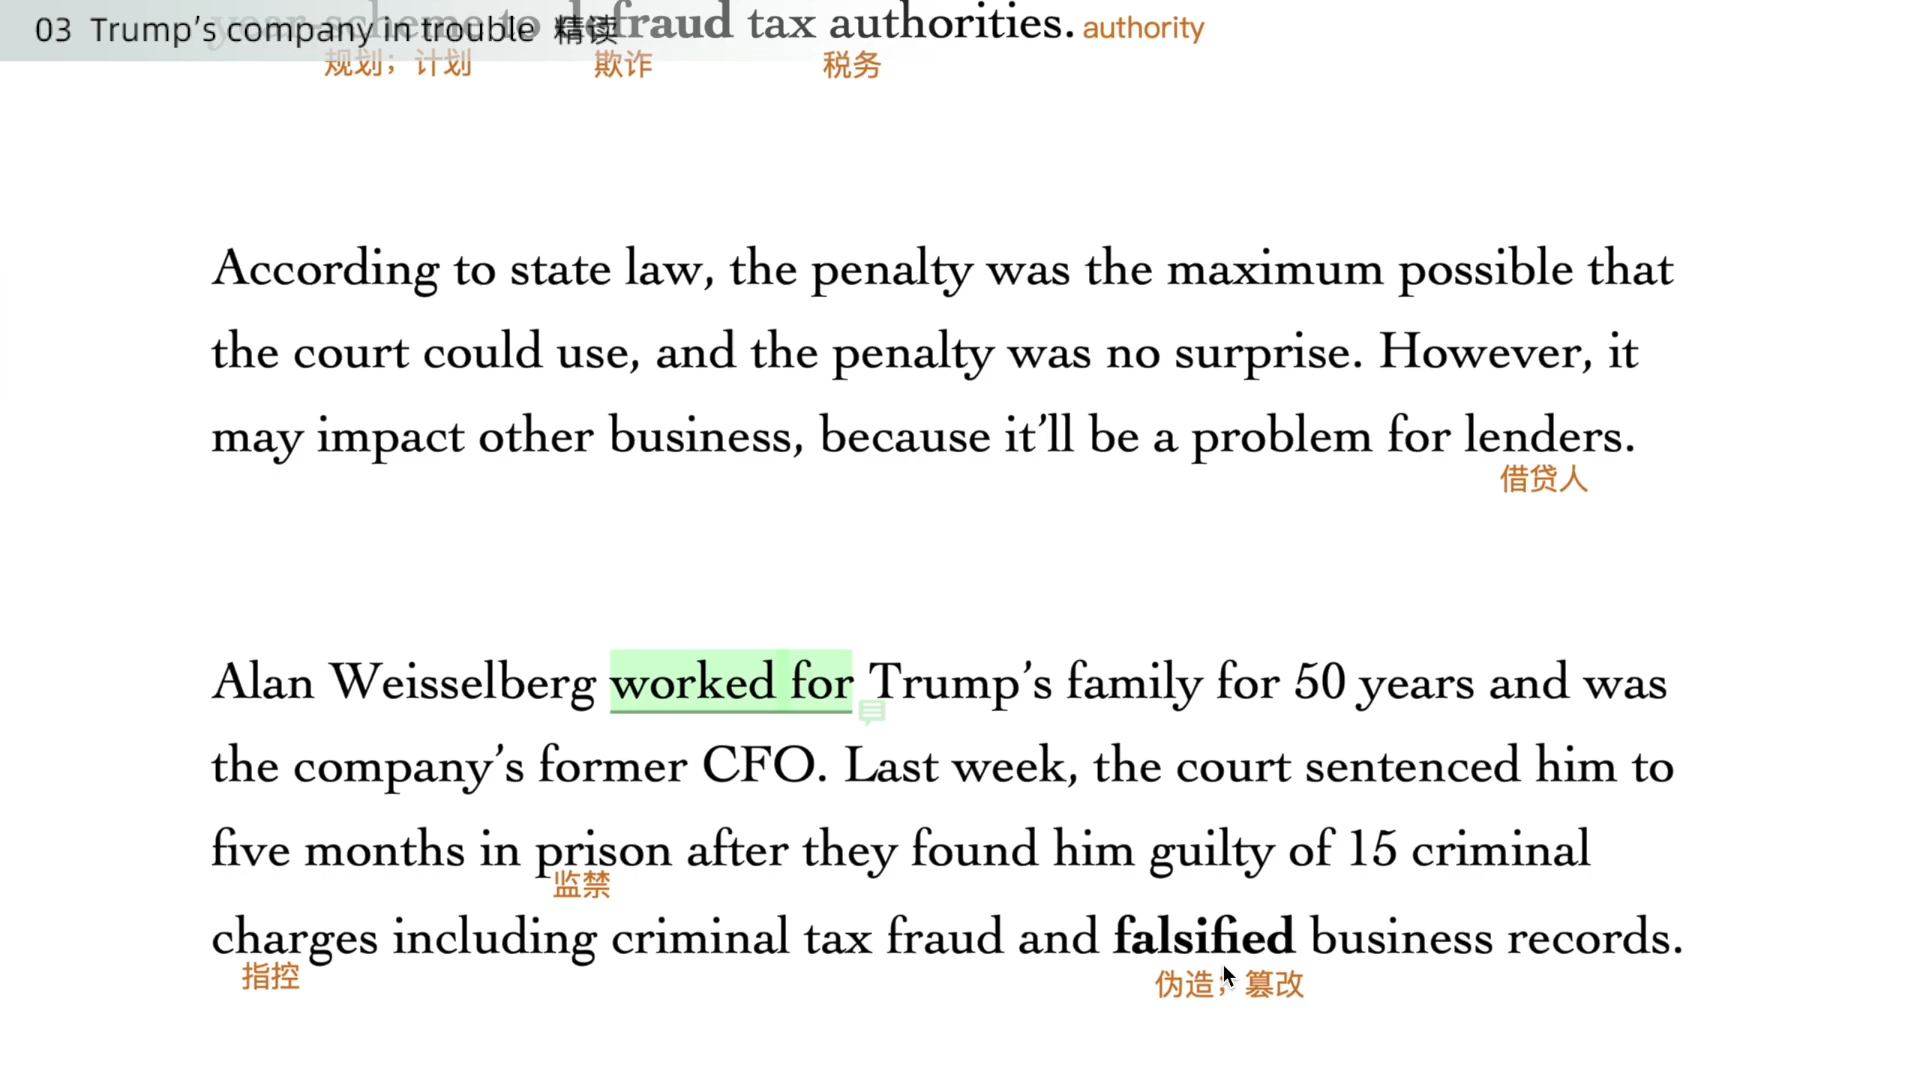 03 Trump's company in trouble 精读
year scheme to defraud tax authorities. authority
规划；计划 欺诈 税务
According to state law, the penalty was the maximum possible that
the court could use, and the penalty was no surprise. However, it
may impact other business, because it'll be a problem for lenders.
借贷人
Alan Weisselberg worked for Trump's family for 50 years and was
the company's former CFO. Last week, the court sentenced him to
five months in prison after they found him guilty of 15 criminal
监禁
charges including criminal tax fraud and falsified business records.
指控 伪造；篡改